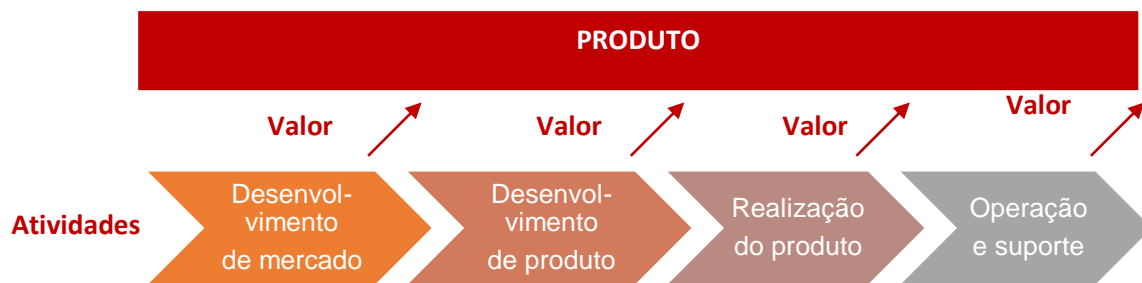 PRODUTO
Valor
Valor
Valor
Valor
Atividades
Desenvol-
vimento
de mercado
Desenvol-
vimento
de produto
Realização
do produto
Operação
e suporte